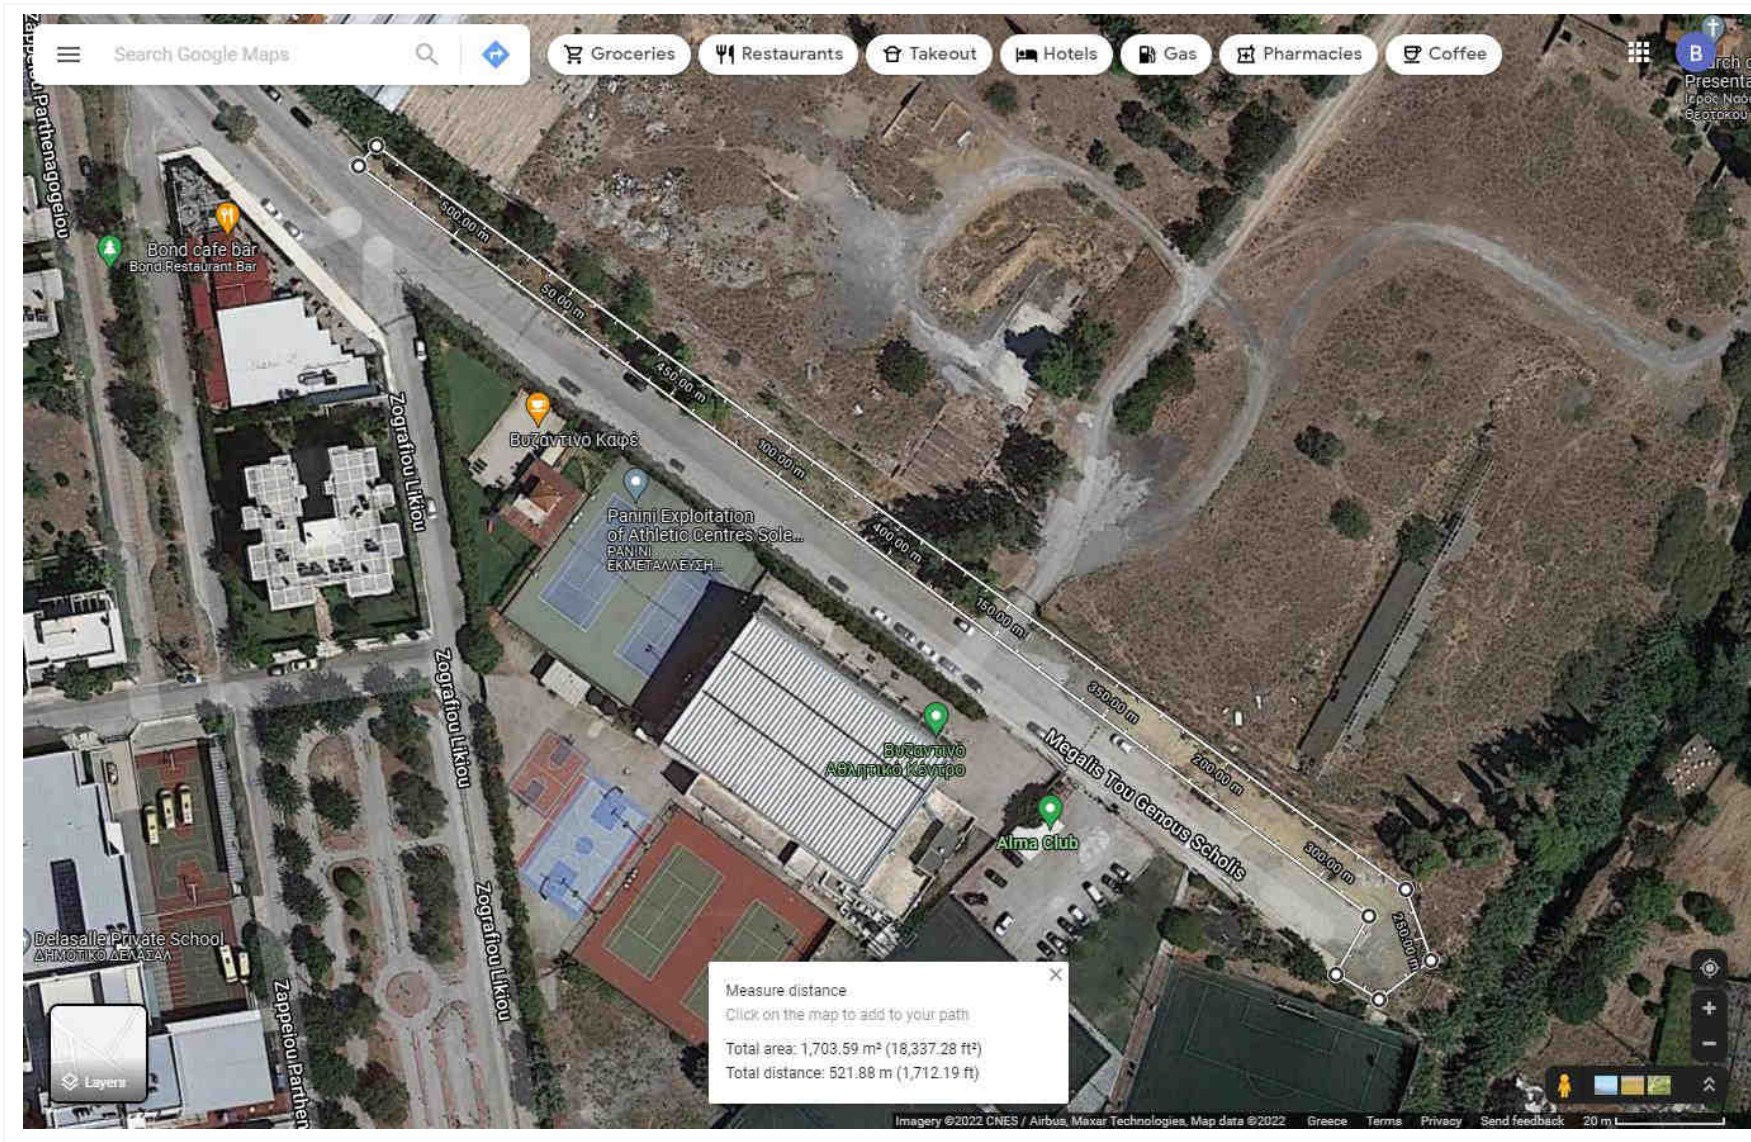 Search Google Maps
Groceries
Restaurants
Takeout
Hotels
Gas
Pharmacies
Coffee
B
Presenta
Ιερός Ναό
Θεοτόκου
Parthenagogeiou
Bond cafe bar
Bond Restaurant Bar
500.00 m
50.00 m
450.00 m
100.00 m
400.00 m
150.00 m
350.00 m
200.00 m
300.00 m
250.00 m
Zografiou Likiou
Βυζαντινό Καφέ
Panini Exploitation
of Athletic Centres Sole...
PANINI
ΕΚΜΕΤΑΛΛΕΥΣΗ...
Zografiou Likiou
Βυζαντινό
Αθλητικό Κέντρο
Megalis Tou Genous Scholis
Alma Club
Zografiou Likiou
Delasalle Private School
ΔΗΜΟΤΙΚΟ ΔΕΛΑΣΑΛ
Zappeiou Parthen
Layers
Measure distance
Click on the map to add to your path
Total area: 1,703.59 m² (18,337.28 ft²)
Total distance: 521.88 m (1,712.19 ft)
Imagery ©2022 CNES / Airbus, Maxar Technologies, Map data ©2022 Greece Terms Privacy Send feedback 20 m